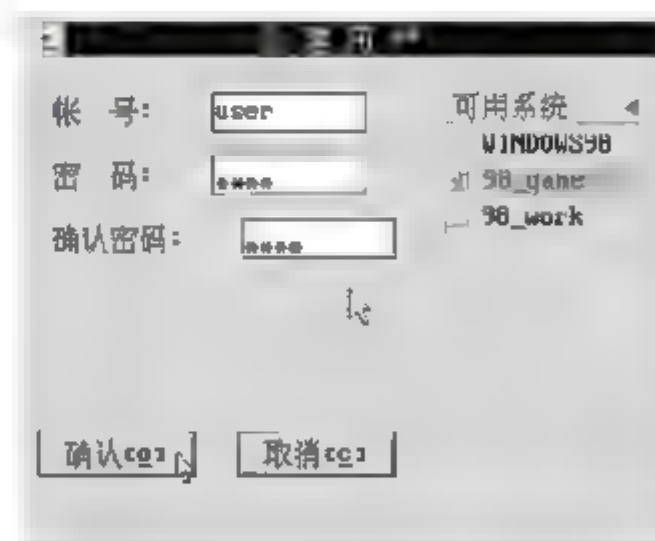 帐 号: user
密 码: ****
确认密码: ****
可用系统
WINDOWS98
98_game
98_work
确认[O] 取消[C]